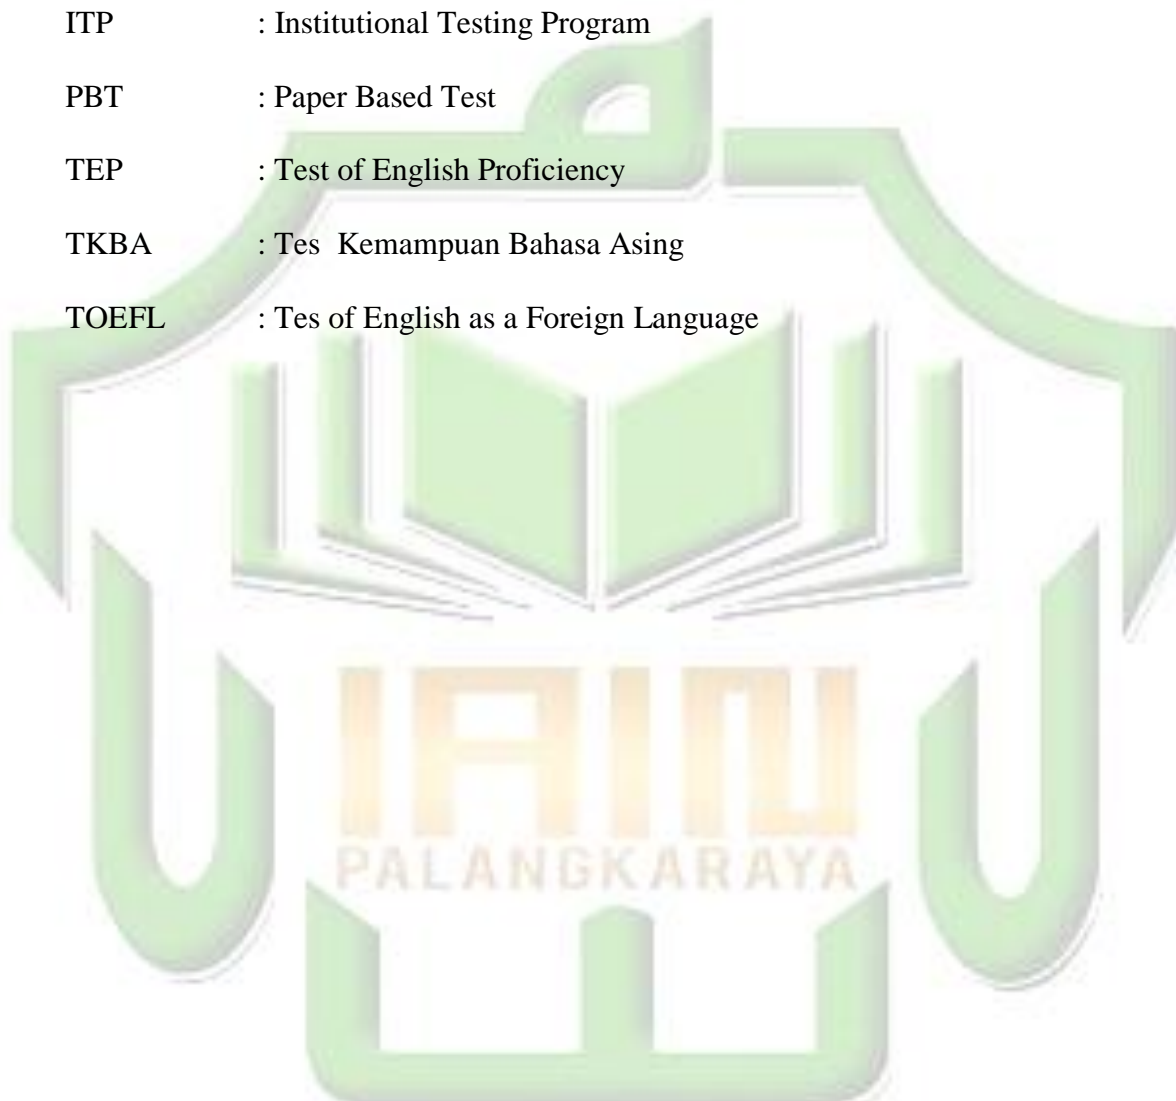 ITP : Institutional Testing Program
PBT : Paper Based Test
TEP : Test of English Proficiency
TKBA : Tes Kemampuan Bahasa Asing
TOEFL : Tes of English as a Foreign Language
IAIN
PALANGKARAYA